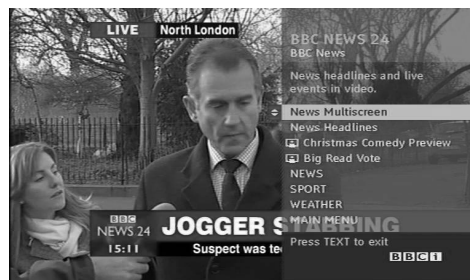 LIVE North London
BBC NEWS 24
BBC News
News headlines and live
events in video.
News Multiscreen
News Headlines
Christmas Comedy Preview
Big Read Vote
NEWS
SPORT
WEATHER
MAIN MENU
Press TEXT to exit
BBCi
BBC
NEWS 24
15:11
JOGGER STABBING
Suspect was